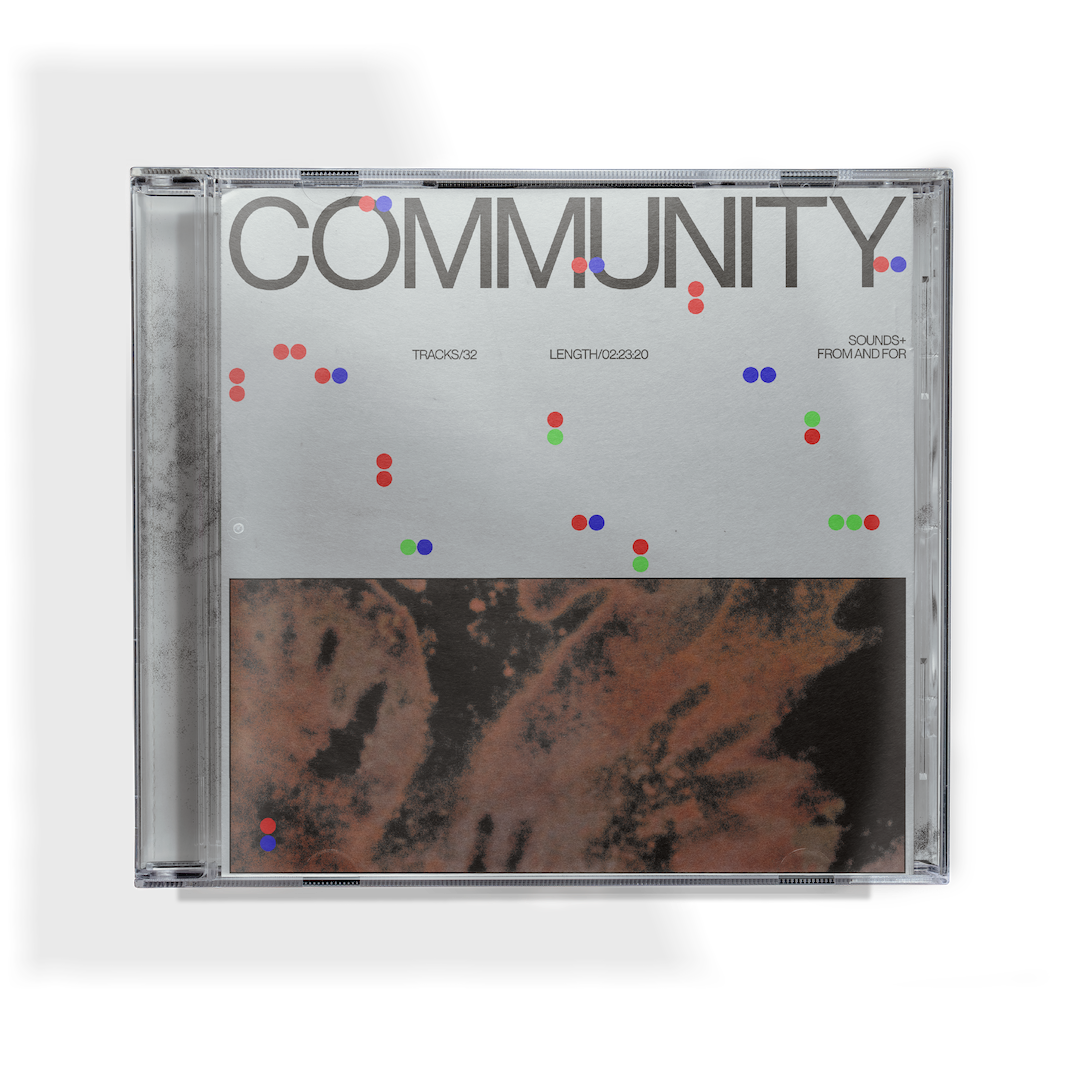 COMMUNITY
TRACKS/32
LENGTH/02:23:20
SOUNDS+
FROM AND FOR